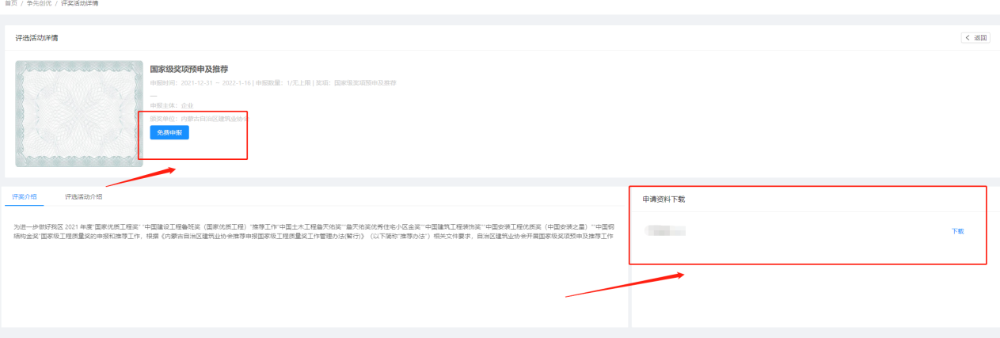 首页 / 争先创优 / 评奖活动详情
评选活动详情
返回
国家级奖项预申及推荐
申报时间：2021-12-31 ~ 2022-1-16 | 申报数量：1/无上限 | 奖项：国家级奖项预申及推荐
申报主体：企业
颁奖单位：内蒙古自治区建筑业协会
免费申报
评奖介绍 评选活动介绍
为进一步做好我区 2021 年度“国家优质工程奖” “中国建设工程鲁班奖（国家优质工程）”推荐工作“中国土木工程詹天佑奖”“詹天佑奖优秀住宅小区金奖”“中国建筑工程装饰奖”“中国安装工程优质奖（中国安装之星）”“中国钢
结构金奖”国家级工程质量奖的申报和推荐工作，根据《内蒙古自治区建筑业协会推荐申报国家级工程质量奖工作管理办法(暂行)》（以下简称“推荐办法”）相关文件要求，自治区建筑业协会开展国家级奖项预申及推荐工作
申请资料下载
下载